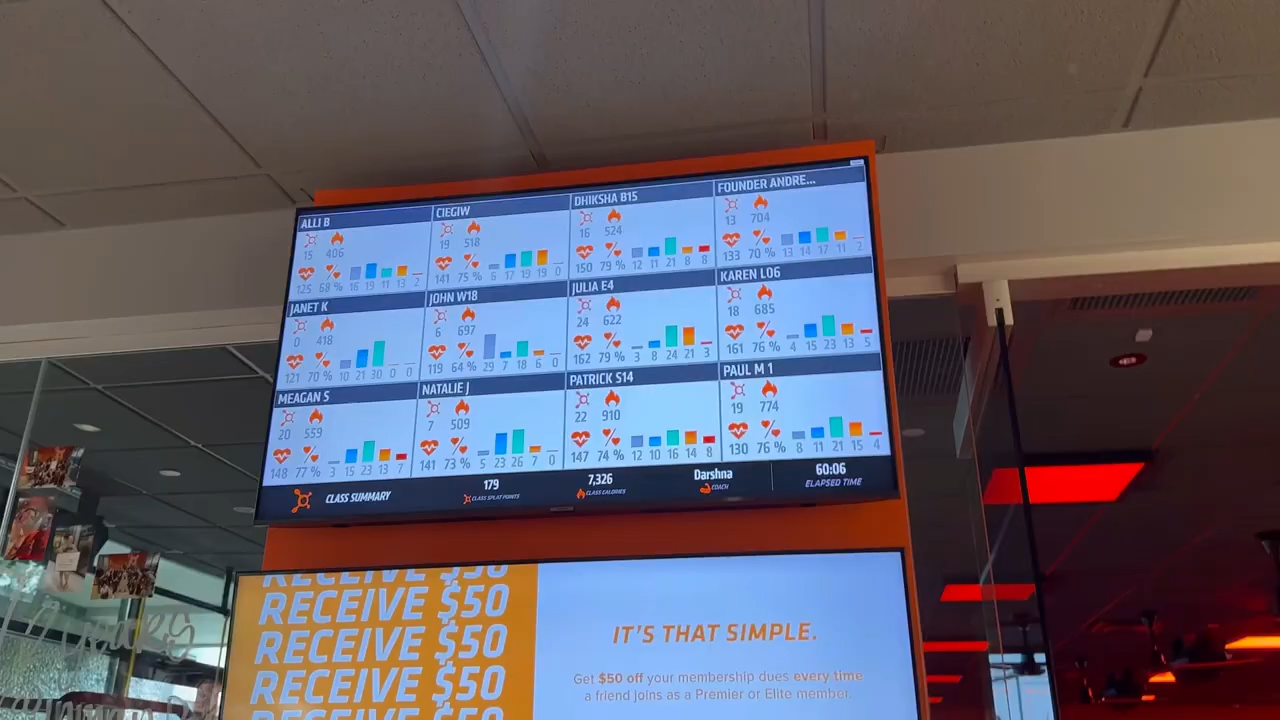 ALLI B
15 406
125 68 % 16 19 11 13 2
CIEGIW
19 518
141 75 % 6 17 19 19 0
DHIKSHA B15
16 524
150 79 % 12 11 21 8 8
FOUNDER ANDRE...
13 704
133 70 % 13 14 17 11 2
JANET K
0 418
121 70 % 10 21 30 0 0
JOHN W18
6 697
119 64 % 29 7 18 6 0
JULIA E4
24 622
162 79 % 3 8 24 21 3
KAREN L06
18 685
161 76 % 4 15 23 13 5
MEAGAN S
20 559
148 77 % 3 15 23 13 7
NATALIE J
7 509
141 73 % 5 23 26 7 0
PATRICK S14
22 910
147 74 % 12 10 16 14 8
PAUL M 1
19 774
130 76 % 8 11 21 15 4
CLASS SUMMARY
179
CLASS SPLAT POINTS
7,326
CLASS CALORIES
Darshna
COACH
60:06
ELAPSED TIME
RECEIVE $50
RECEIVE $50
RECEIVE $50
RECEIVE $50
RECEIVE $50
IT'S THAT SIMPLE.
Get $50 off your membership dues every time
a friend joins as a Premier or Elite member.